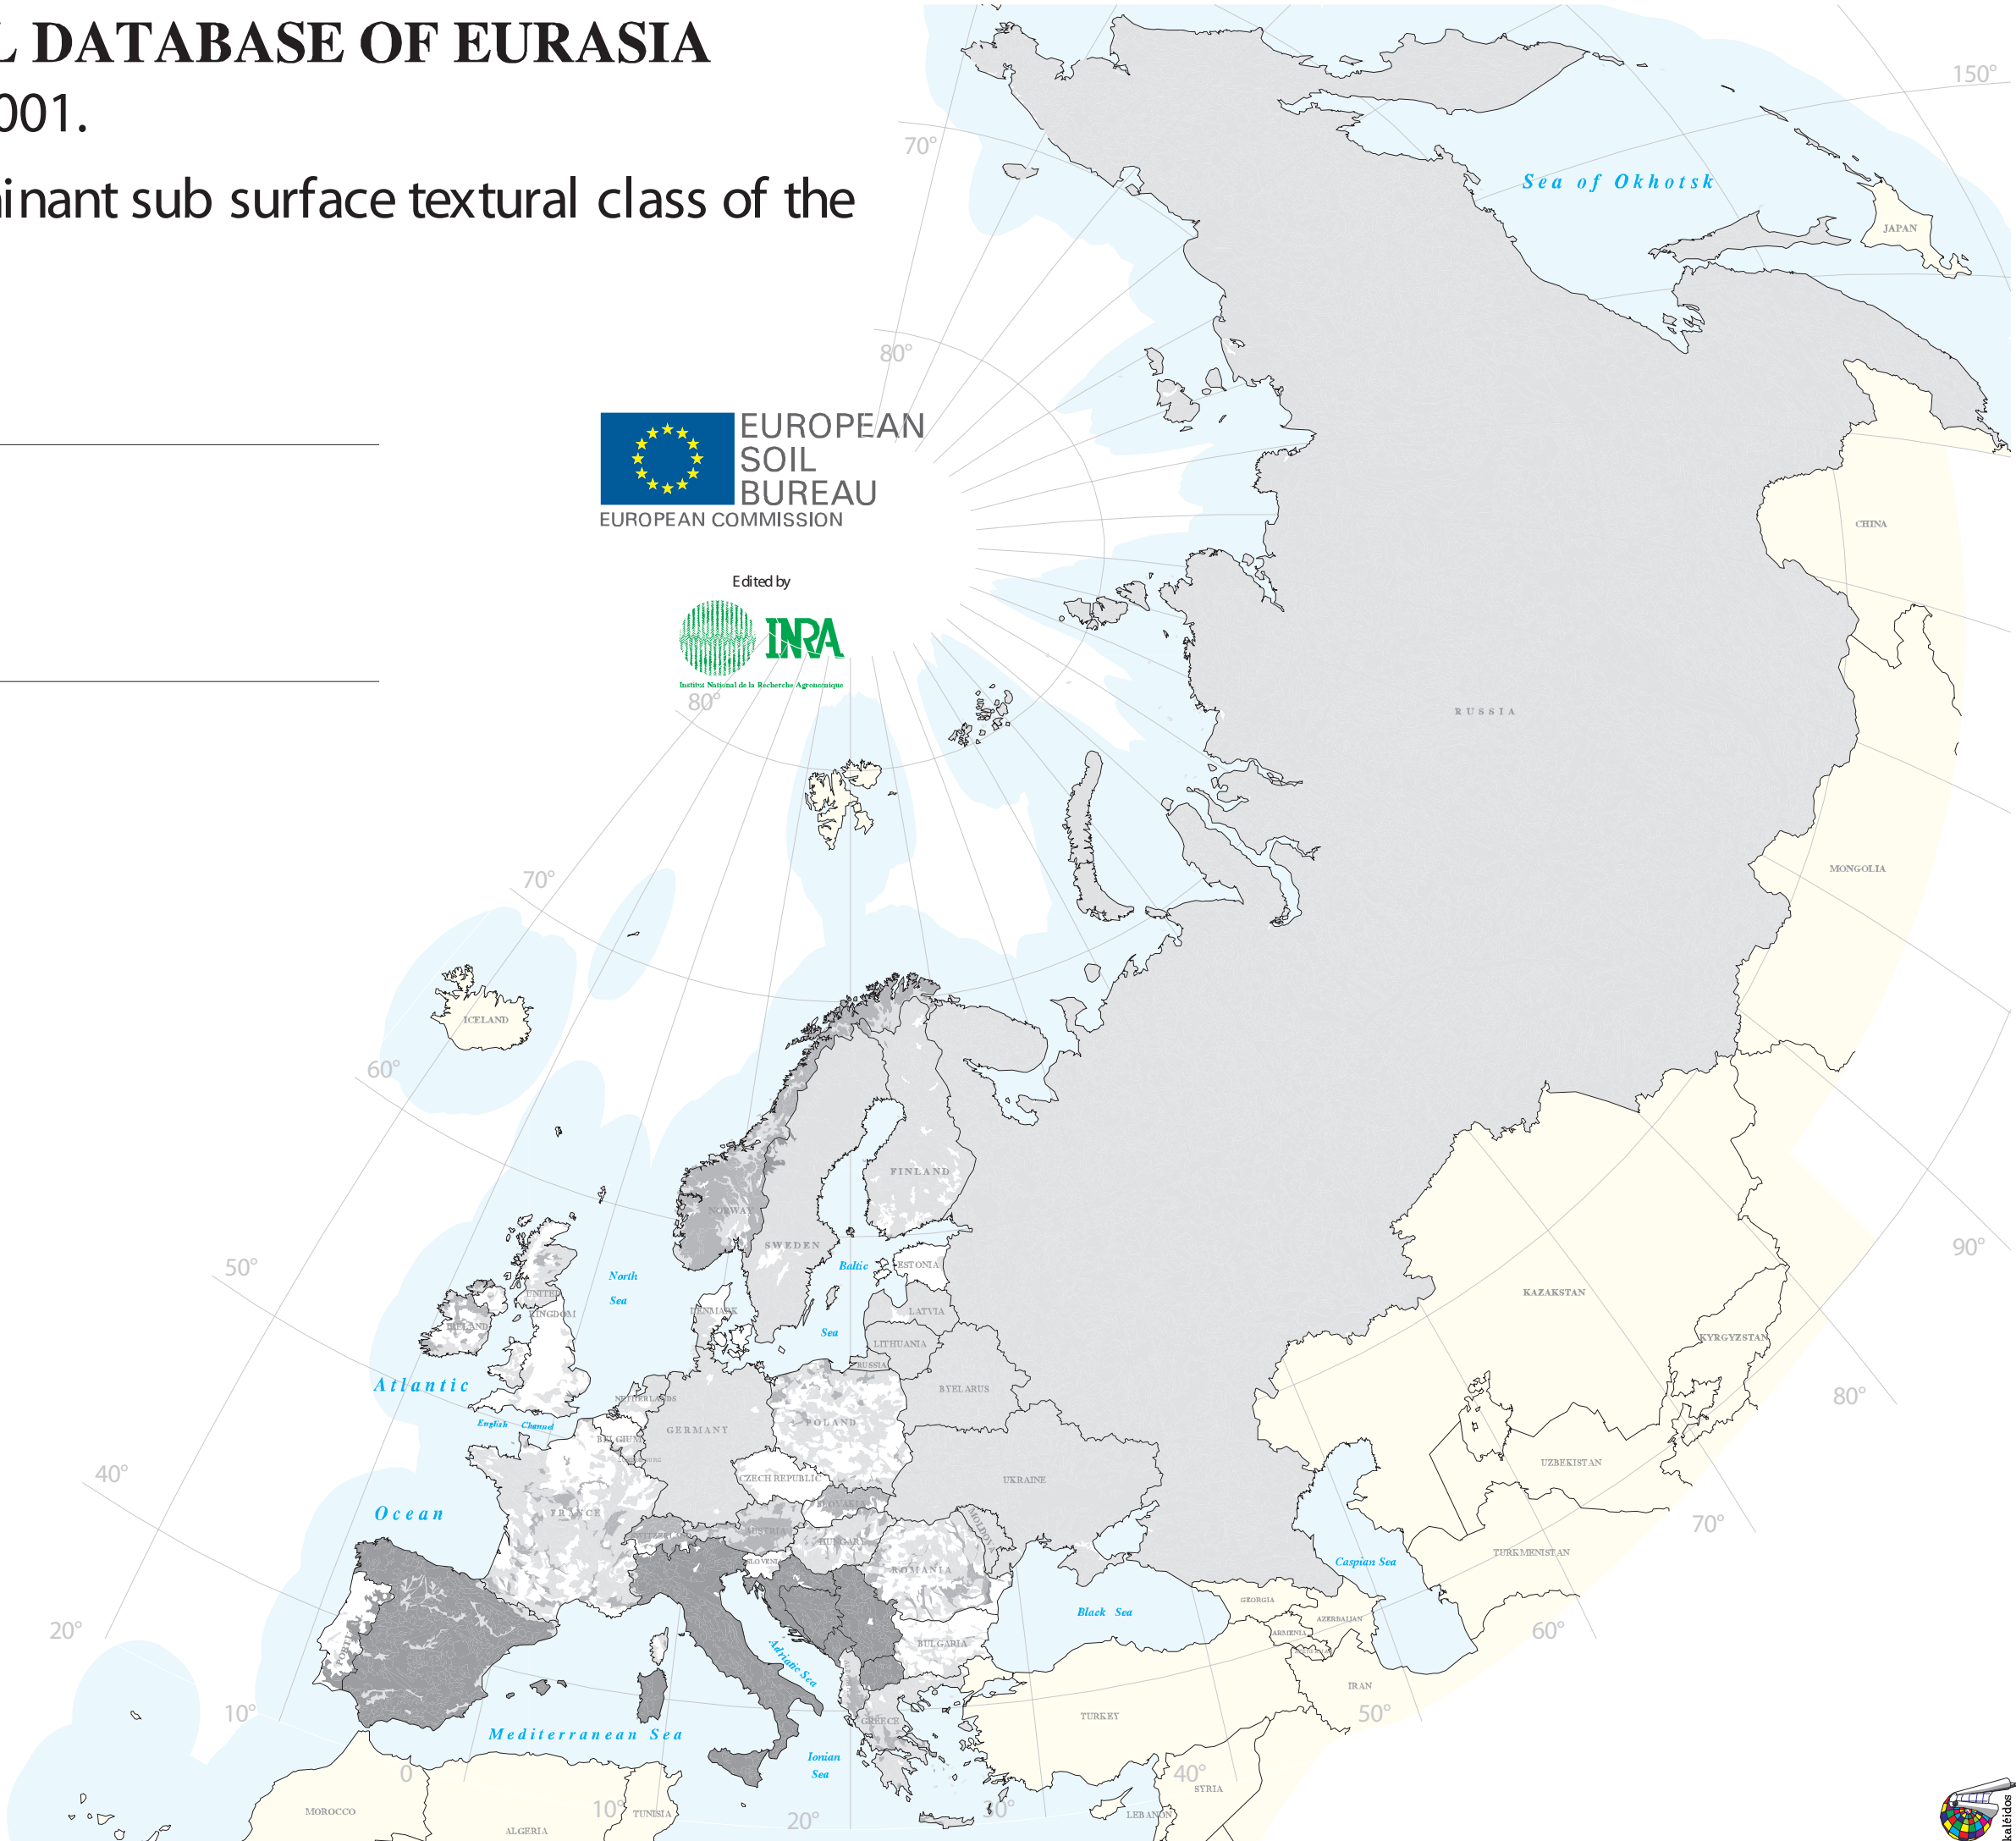 L DATABASE OF EURASIA
001.
inant sub surface textural class of the
150°
70°
Sea of Okhotsk
JAPAN
80°
EUROPEAN
SOIL
BUREAU
EUROPEAN COMMISSION
CHINA
Edited by
INRA
Institut National de la Recherche Agronomique
80°
RUSSIA
MONGOLIA
70°
ICELAND
60°
FINLAND
NORWAY
SWEDEN
50°
North
Sea
Baltic
Sea
ESTONIA
90°
UNITED
KINGDOM
DENMARK
LATVIA
KAZAKSTAN
IRELAND
LITHUANIA
KYRGYZSTAN
RUSSIA
Atlantic
NETHERLANDS
BYELARUS
80°
English Channel
POLAND
GERMANY
BELGIUM
UZBEKISTAN
40°
CZECH REPUBLIC
UKRAINE
Ocean
FRANCE
SLOVAKIA
MOLDOVA
70°
SWITZERLAND
AUSTRIA
HUNGARY
TURKMENISTAN
SLOVENIA
ROMANIA
Caspian Sea
GEORGIA
Black Sea
AZERBAIJAN
20°
60°
ARMENIA
PORTUGAL
BULGARIA
Adriatic Sea
IRAN
10°
50°
Mediterranean Sea
GREECE
TURKEY
Ionian
Sea
0
40°
SYRIA
MOROCCO
10°
TUNISIA
20°
30°
LEBANON
ALGERIA
kaléidos